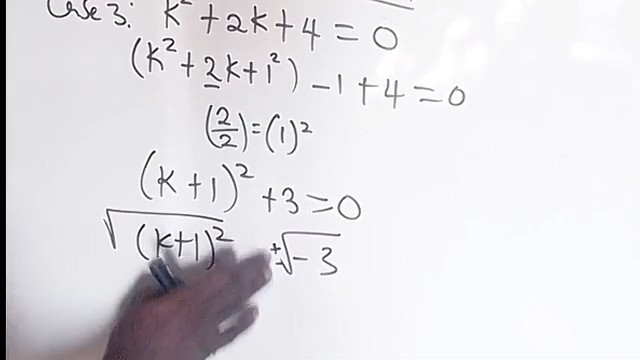 Case 3: k² + 2k + 4 = 0
(k² + 2k + 1²) - 1 + 4 = 0
(2/2) = (1)²
(k + 1)² + 3 = 0
√(k+1)² ±√-3